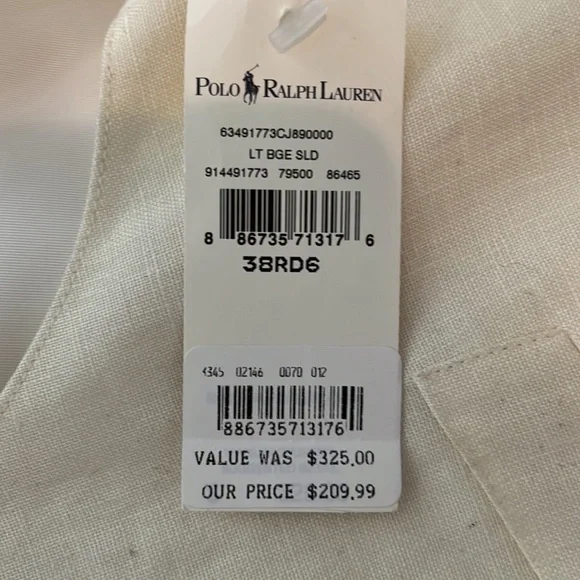 POLO RALPH LAUREN
63491773CJ890000
LT BGE SLD
914491773 79500 86465
8 86735 71317 6
38RD6
4345 02146 0070 012
886735713176
VALUE WAS $325.00
OUR PRICE $209.99